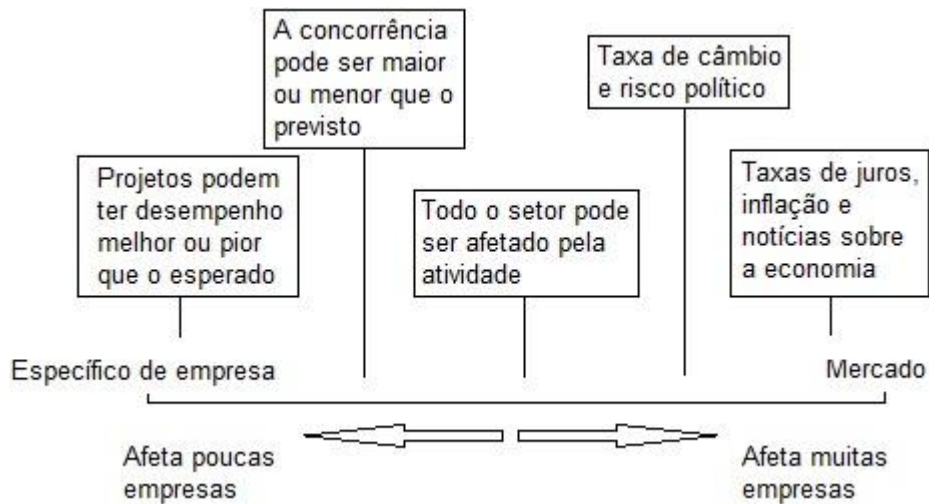 A concorrência
pode ser maior
ou menor que o
previsto
Taxa de câmbio
e risco político
Projetos podem
ter desempenho
melhor ou pior
que o esperado
Todo o setor pode
ser afetado pela
atividade
Taxas de juros,
inflação e
notícias sobre
a economia
Específico de empresa
Mercado
Afeta poucas
empresas
Afeta muitas
empresas